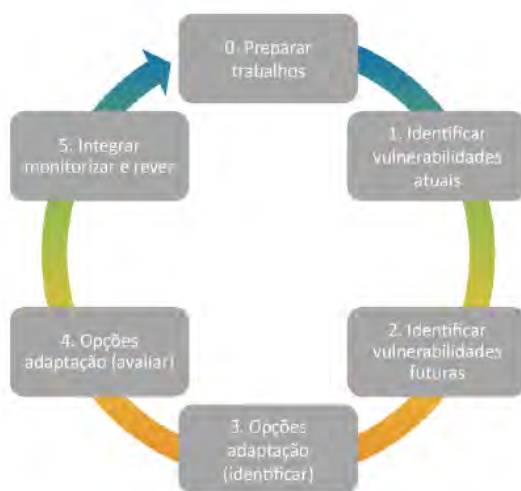 0. Preparar
trabalhos
1. Identificar
vulnerabilidades
atuais
2. Identificar
vulnerabilidades
futuras
3. Opções
adaptação
(identificar)
4. Opções
adaptação (avaliar)
5. Integrar
monitorizar e rever